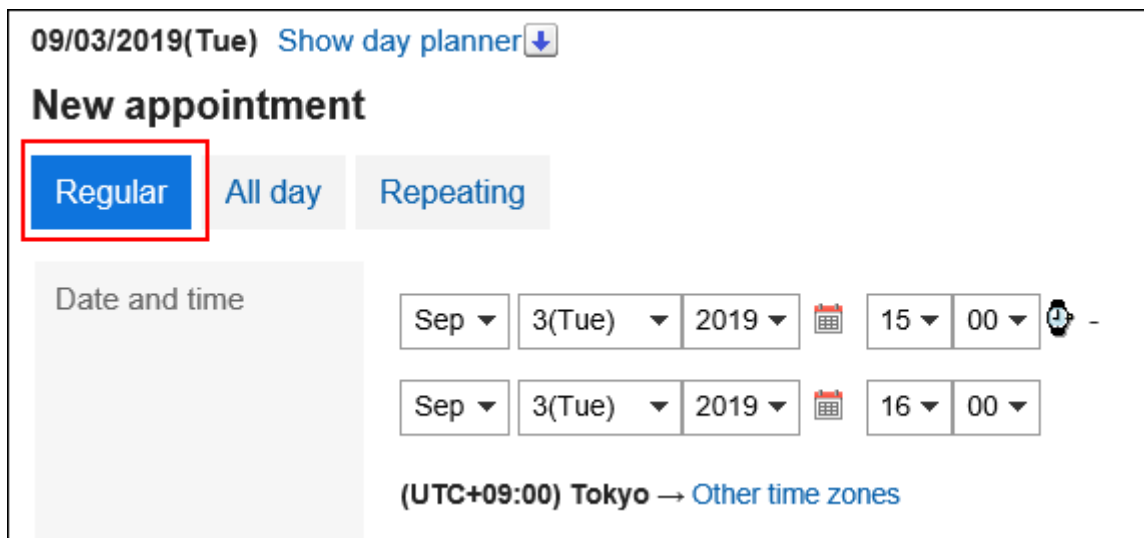 09/03/2019(Tue) Show day planner
New appointment
Regular All day Repeating
Date and time
Sep 3(Tue) 2019 15 00 -
Sep 3(Tue) 2019 16 00
(UTC+09:00) Tokyo → Other time zones